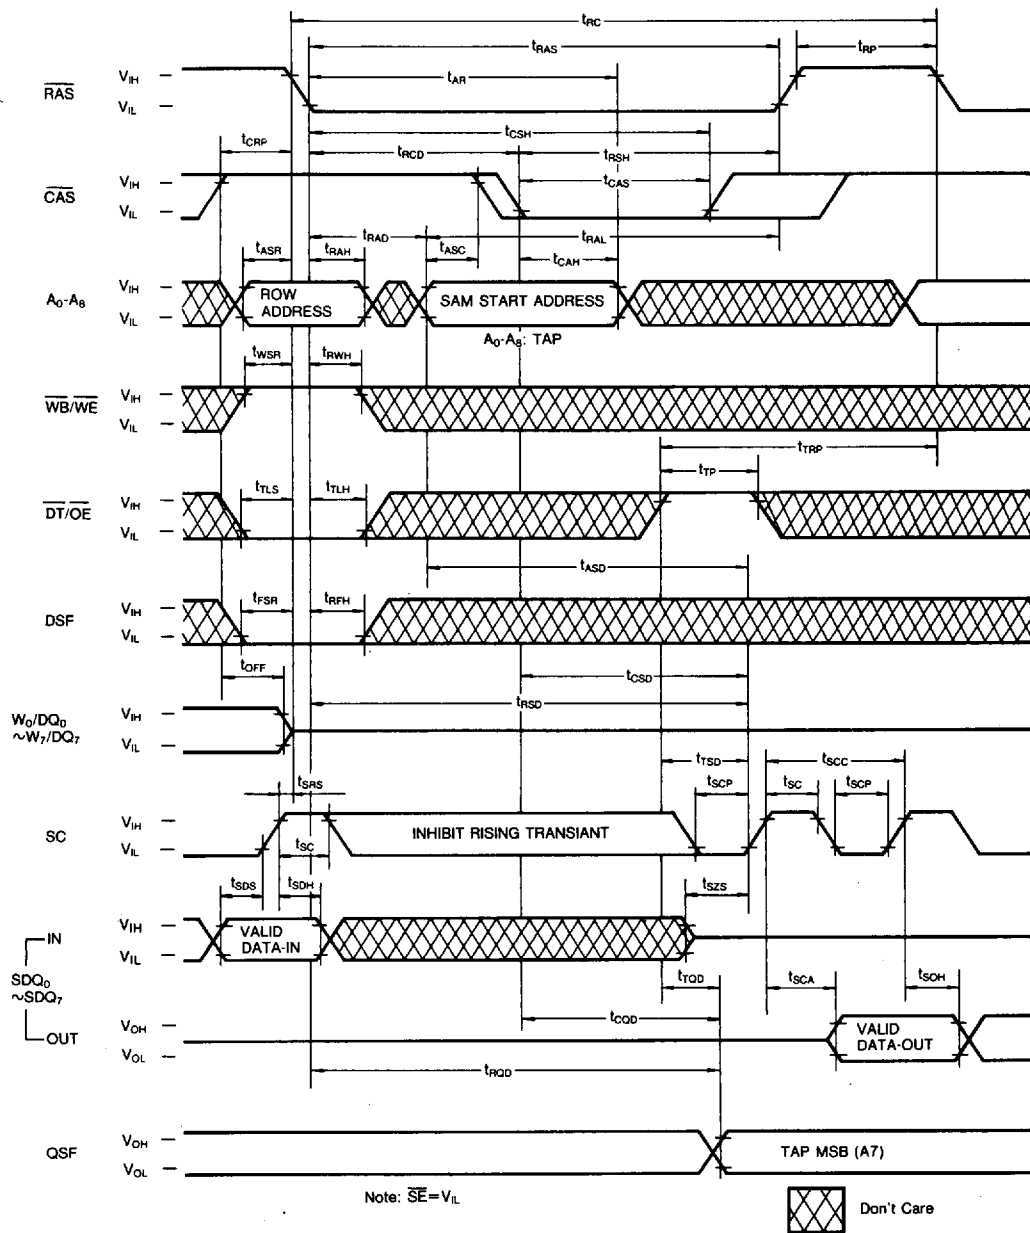 tRC
tRAS
tRP
tAR
RAS
VIH
VIL
tCSH
tCRP
tRCD
tRSH
CAS
VIH
VIL
tCAS
tRAD
tRAL
tASR
tRAH
tASC
tCAH
A0-A8
VIH
VIL
ROW
ADDRESS
SAM START ADDRESS
A0-A8: TAP
tWSR
tRWH
WB/WE
VIH
VIL
tTRP
tTP
tTLS
tTLH
DT/OE
VIH
VIL
tASD
tFSR
tRFH
DSF
VIH
VIL
tOFF
tCSD
tRSD
W0/DQ0
~W7/DQ7
VIH
VIL
tTSD
tSCC
tSCP
tSC
tSCP
tSRS
SC
VIH
VIL
INHIBIT RISING TRANSIANT
tSC
tSDS
tSDH
tSZS
IN
VIH
VIL
VALID
DATA-IN
SDQ0
~SDQ7
tTQD
tSCA
tSOH
tCQD
OUT
VOH
VOL
VALID
DATA-OUT
tRQD
QSF
VOH
VOL
TAP MSB (A7)
Note: SE=VIL
Don't Care